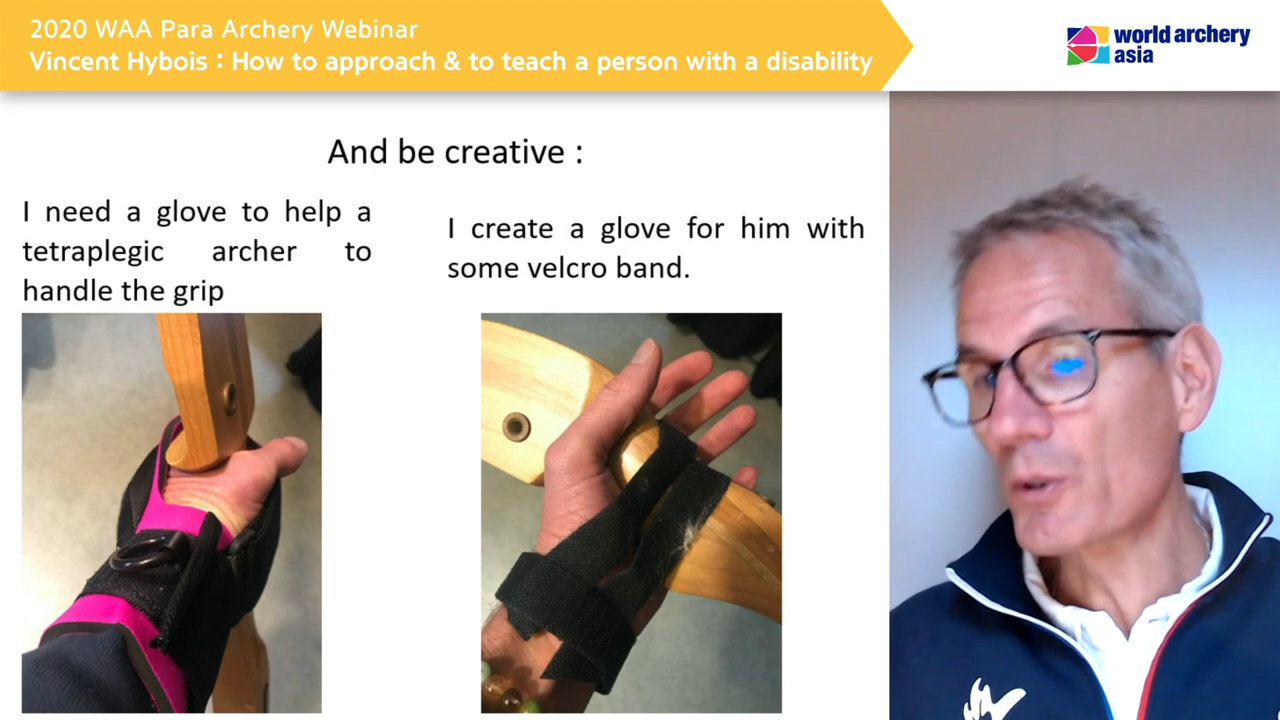 2020 WAA Para Archery Webinar
Vincent Hybois : How to approach & to teach a person with a disability
world archery
asia
And be creative :
I need a glove to help a
tetraplegic archer to
handle the grip
I create a glove for him with
some velcro band.